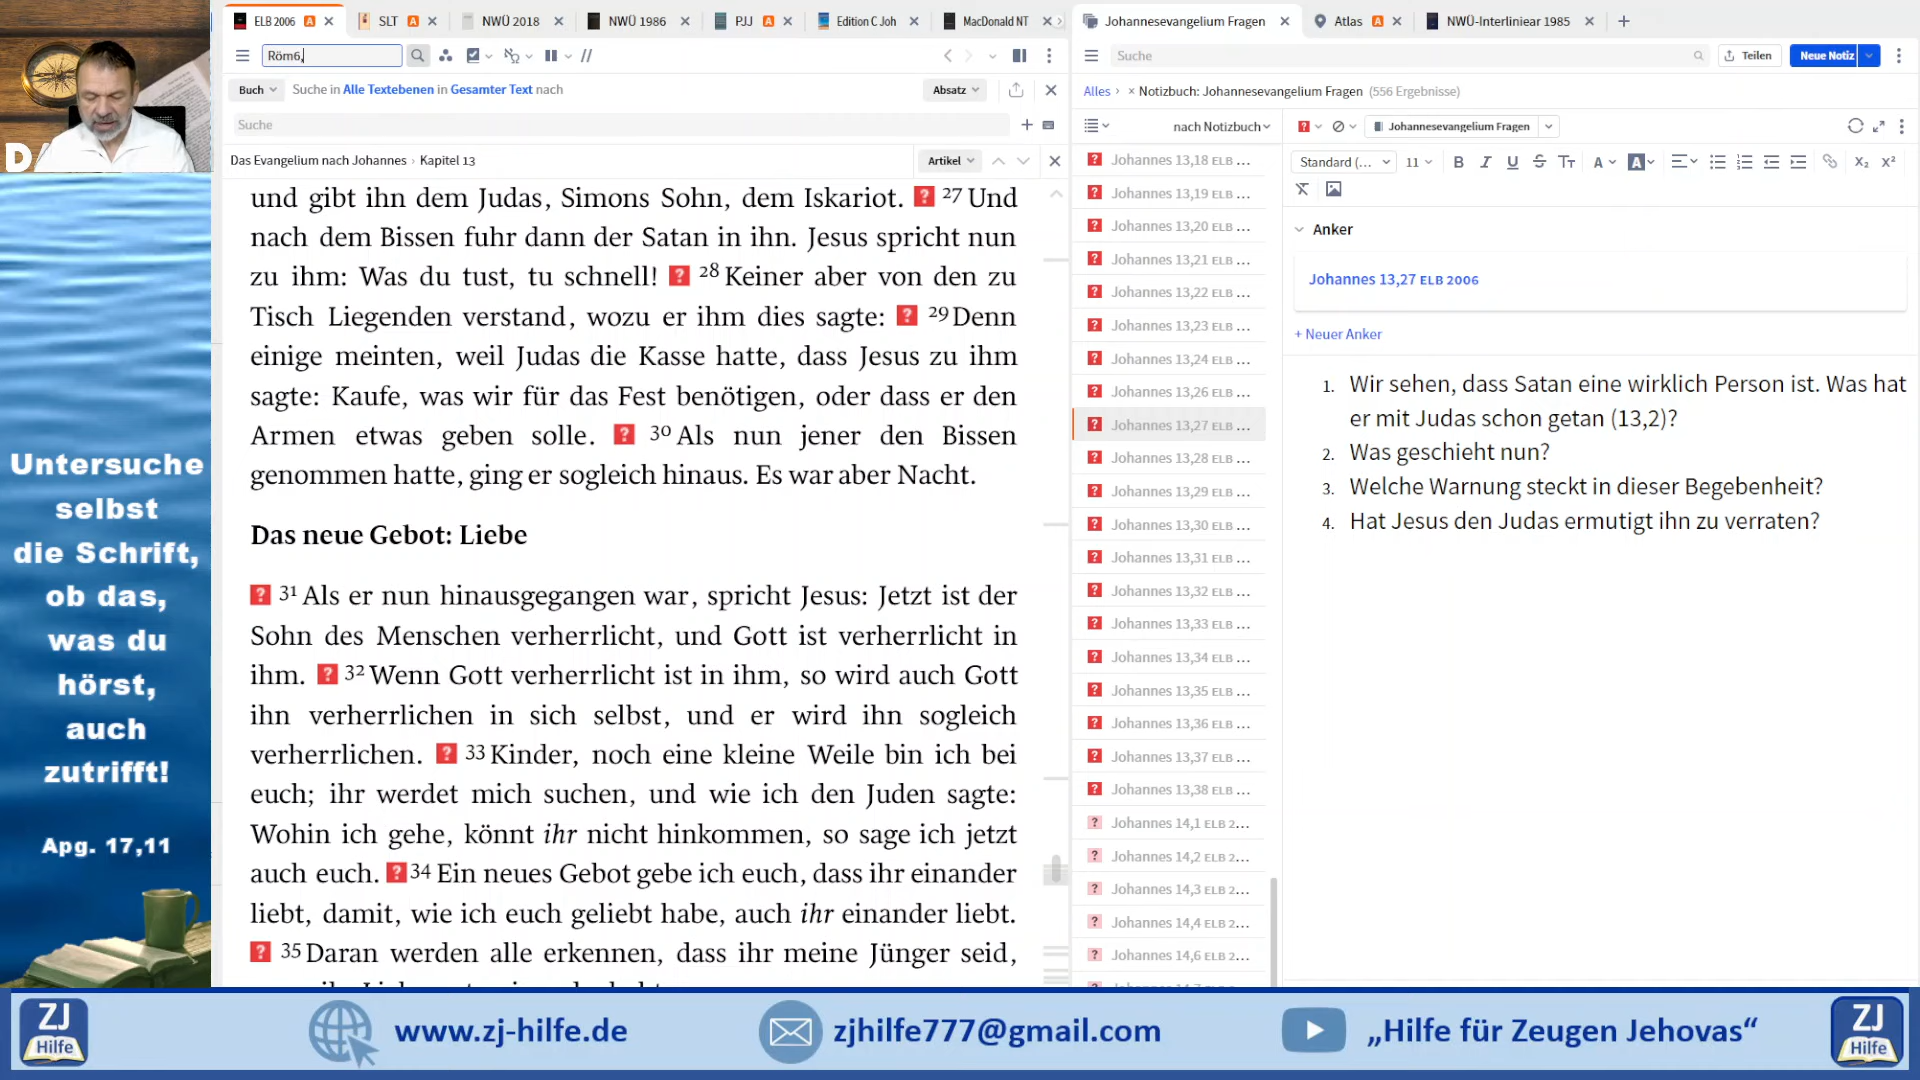 ELB 2006 A
SLT A
NWÜ 2018
NWÜ 1986
PJJ A
Edition C Joh
MacDonald NT
Johannesevangelium Fragen
Atlas A
NWÜ-Interliniear 1985
Röm6,
Suche
Teilen
Neue Notiz
Buch
Suche in Alle Textebenen in Gesamter Text nach
Absatz
Alles › × Notizbuch: Johannesevangelium Fragen (556 Ergebnisse)
Suche
nach Notizbuch
Johannesevangelium Fragen
Das Evangelium nach Johannes › Kapitel 13
Artikel
Standard (...
11
und gibt ihn dem Judas, Simons Sohn, dem Iskariot. ? 27 Und
nach dem Bissen fuhr dann der Satan in ihn. Jesus spricht nun
zu ihm: Was du tust, tu schnell! ? 28 Keiner aber von den zu
Tisch Liegenden verstand, wozu er ihm dies sagte: ? 29 Denn
einige meinten, weil Judas die Kasse hatte, dass Jesus zu ihm
sagte: Kaufe, was wir für das Fest benötigen, oder dass er den
Armen etwas geben solle. ? 30 Als nun jener den Bissen
genommen hatte, ging er sogleich hinaus. Es war aber Nacht.
Das neue Gebot: Liebe
? 31 Als er nun hinausgegangen war, spricht Jesus: Jetzt ist der
Sohn des Menschen verherrlicht, und Gott ist verherrlicht in
ihm. ? 32 Wenn Gott verherrlicht ist in ihm, so wird auch Gott
ihn verherrlichen in sich selbst, und er wird ihn sogleich
verherrlichen. ? 33 Kinder, noch eine kleine Weile bin ich bei
euch; ihr werdet mich suchen, und wie ich den Juden sagte:
Wohin ich gehe, könnt ihr nicht hinkommen, so sage ich jetzt
auch euch. ? 34 Ein neues Gebot gebe ich euch, dass ihr einander
liebt, damit, wie ich euch geliebt habe, auch ihr einander liebt.
? 35 Daran werden alle erkennen, dass ihr meine Jünger seid,
Johannes 13,18 ELB ...
Johannes 13,19 ELB ...
Johannes 13,20 ELB ...
Johannes 13,21 ELB ...
Johannes 13,22 ELB ...
Johannes 13,23 ELB ...
Johannes 13,24 ELB ...
Johannes 13,26 ELB ...
Johannes 13,27 ELB ...
Johannes 13,28 ELB ...
Johannes 13,29 ELB ...
Johannes 13,30 ELB ...
Johannes 13,31 ELB ...
Johannes 13,32 ELB ...
Johannes 13,33 ELB ...
Johannes 13,34 ELB ...
Johannes 13,35 ELB ...
Johannes 13,36 ELB ...
Johannes 13,37 ELB ...
Johannes 13,38 ELB ...
Johannes 14,1 ELB 2...
Johannes 14,2 ELB 2...
Johannes 14,3 ELB 2...
Johannes 14,4 ELB 2...
Johannes 14,6 ELB 2...
Anker
Johannes 13,27 ELB 2006
+ Neuer Anker
1. Wir sehen, dass Satan eine wirklich Person ist. Was hat
er mit Judas schon getan (13,2)?
2. Was geschieht nun?
3. Welche Warnung steckt in dieser Begebenheit?
4. Hat Jesus den Judas ermutigt ihn zu verraten?
Untersuche
selbst
die Schrift,
ob das,
was du
hörst,
auch
zutrifft!
Apg. 17,11
ZJ
Hilfe
www.zj-hilfe.de
zjhilfe777@gmail.com
„Hilfe für Zeugen Jehovas“
ZJ
Hilfe